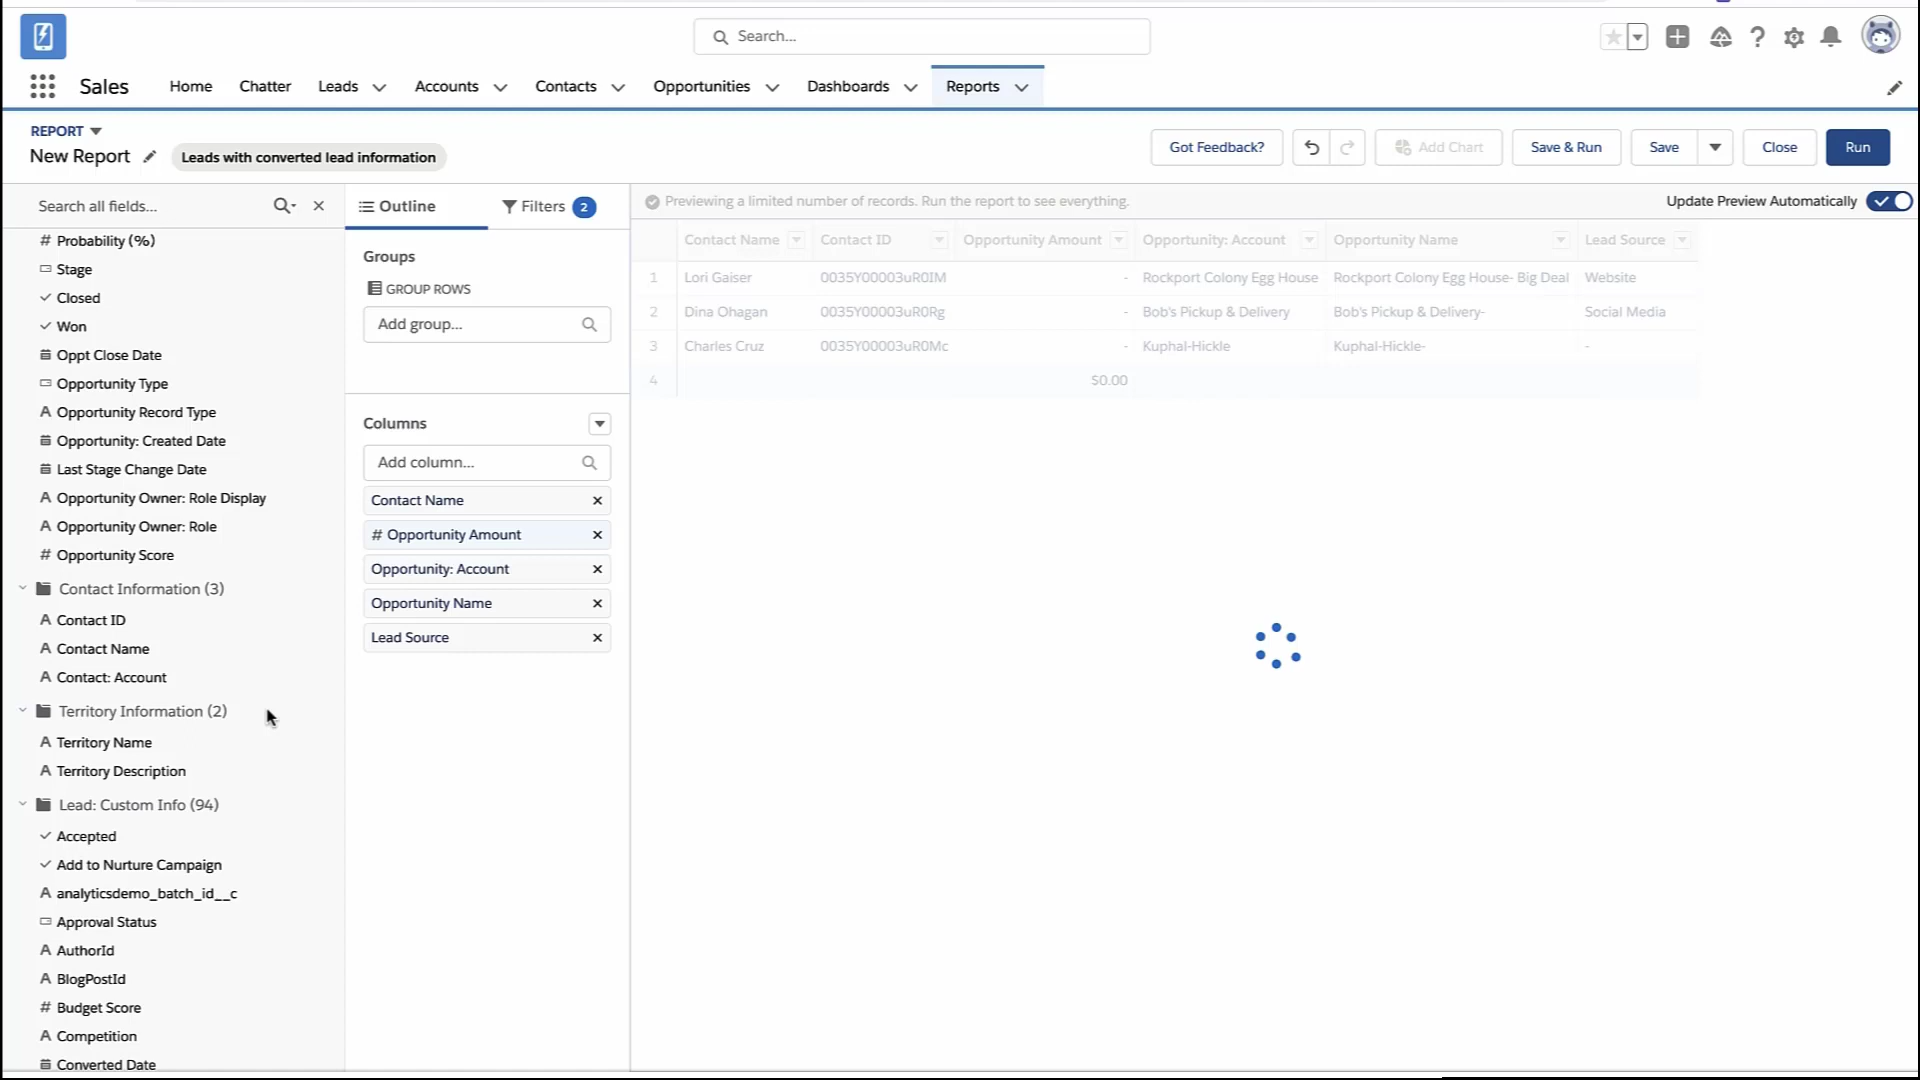 Search...
Sales
Home
Chatter
Leads
Accounts
Contacts
Opportunities
Dashboards
Reports
REPORT
New Report
Leads with converted lead information
Got Feedback?
Add Chart
Save & Run
Save
Close
Run
Search all fields...
# Probability (%)
Stage
Closed
Won
Oppt Close Date
Opportunity Type
A Opportunity Record Type
Opportunity: Created Date
Last Stage Change Date
A Opportunity Owner: Role Display
A Opportunity Owner: Role
# Opportunity Score
Contact Information (3)
A Contact ID
A Contact Name
A Contact: Account
Territory Information (2)
A Territory Name
A Territory Description
Lead: Custom Info (94)
Accepted
Add to Nurture Campaign
A analyticsdemo_batch_id__c
Approval Status
A AuthorId
A BlogPostId
# Budget Score
A Competition
Converted Date
Outline
Filters 2
Groups
GROUP ROWS
Add group...
Columns
Add column...
Contact Name
# Opportunity Amount
Opportunity: Account
Opportunity Name
Lead Source
Previewing a limited number of records. Run the report to see everything.
Update Preview Automatically
Contact Name Contact ID Opportunity Amount Opportunity: Account Opportunity Name Lead Source
1 Lori Gaiser 0035Y00003uR0IM - Rockport Colony Egg House Rockport Colony Egg House- Big Deal Website
2 Dina Ohagan 0035Y00003uR0Rg - Bob's Pickup & Delivery Bob's Pickup & Delivery- Social Media
3 Charles Cruz 0035Y00003uR0Mc - Kuphal-Hickle Kuphal-Hickle- -
4 $0.00